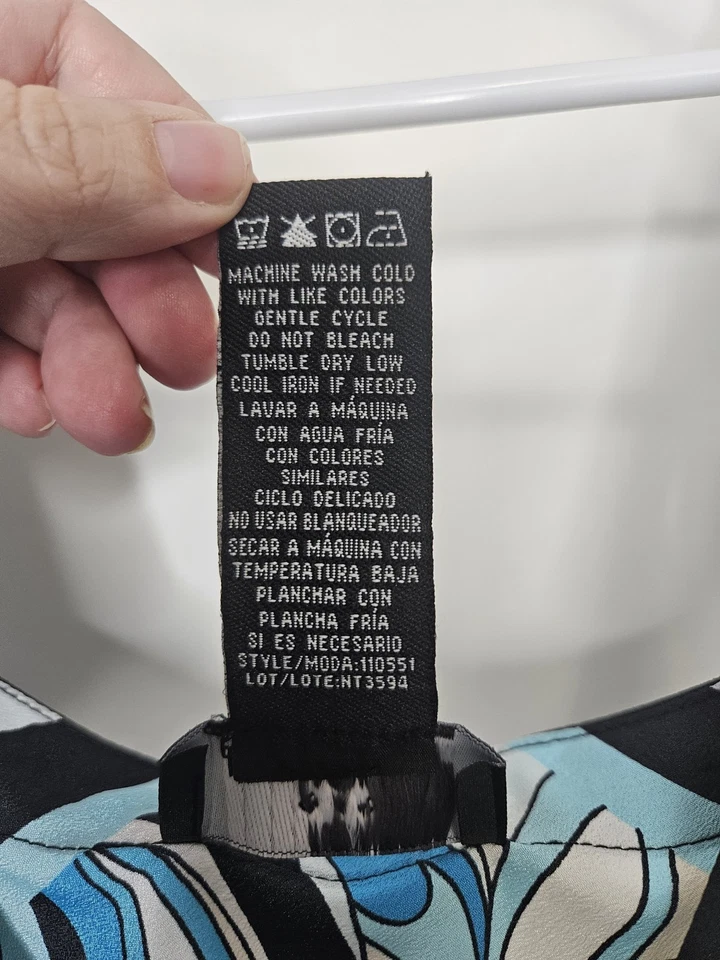 MACHINE WASH COLD
WITH LIKE COLORS
GENTLE CYCLE
DO NOT BLEACH
TUMBLE DRY LOW
COOL IRON IF NEEDED
LAVAR A MÁQUINA
CON AGUA FRÍA
CON COLORES
SIMILARES
CICLO DELICADO
NO USAR BLANQUEADOR
SECAR A MÁQUINA CON
TEMPERATURA BAJA
PLANCHAR CON
PLANCHA FRÍA
SI ES NECESARIO
STYLE/MODA:110551
LOT/LOTE:NT3594